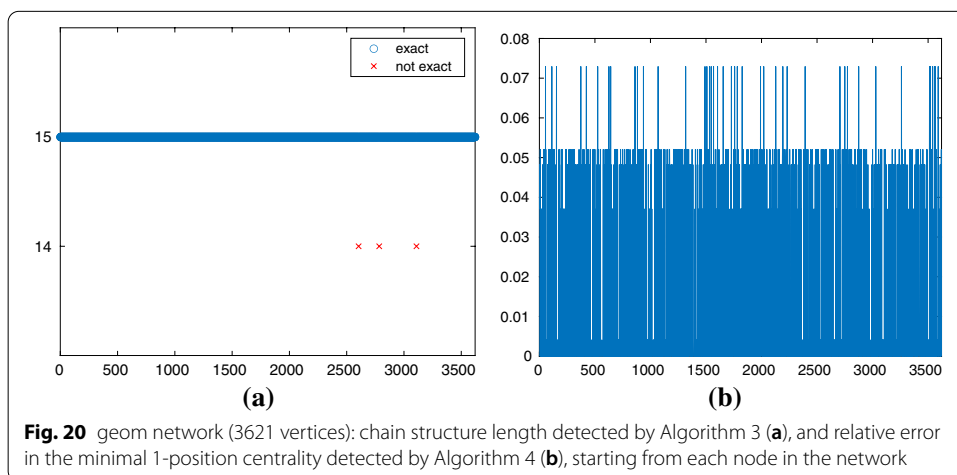 exact
not exact
15
14
0 500 1000 1500 2000 2500 3000 3500
(a)
0.08
0.07
0.06
0.05
0.04
0.03
0.02
0.01
0
0 500 1000 1500 2000 2500 3000 3500
(b)
Fig. 20 geom network (3621 vertices): chain structure length detected by Algorithm 3 (a), and relative error
in the minimal 1-position centrality detected by Algorithm 4 (b), starting from each node in the network